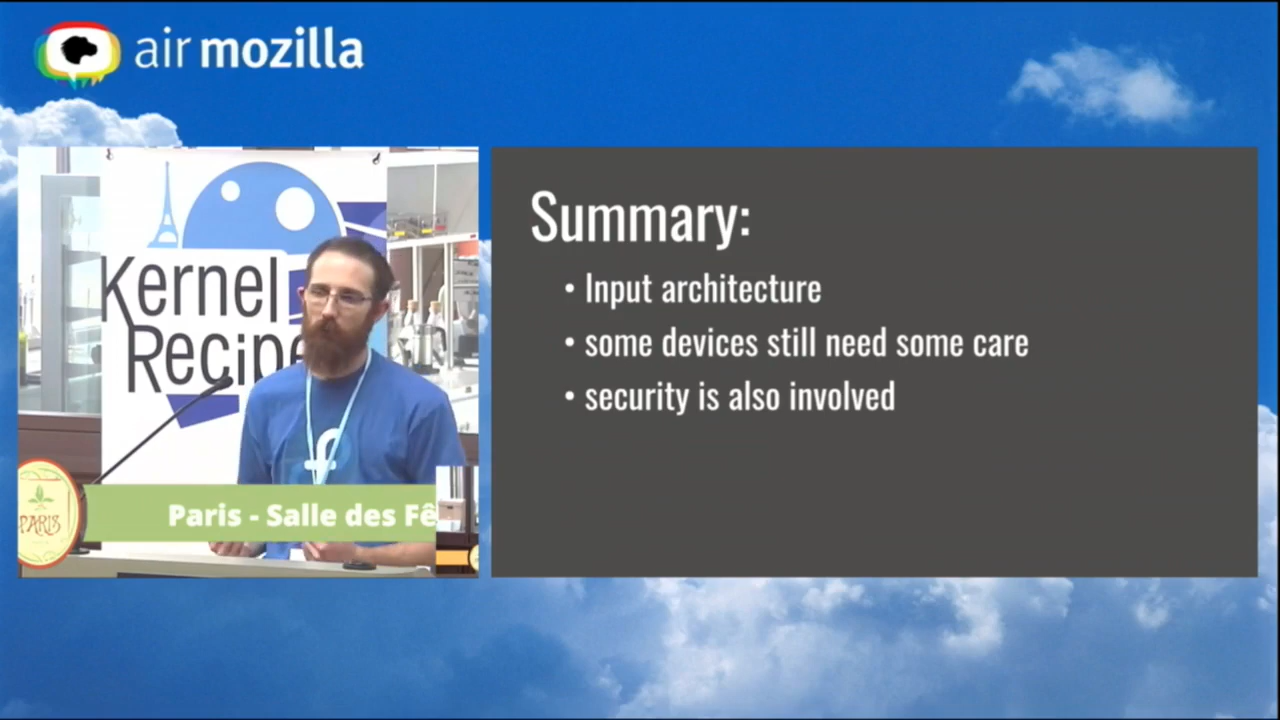 air mozilla
Kernel
Recipe
PARIS
Paris - Salle des Fê
Summary:
• Input architecture
• some devices still need some care
• security is also involved